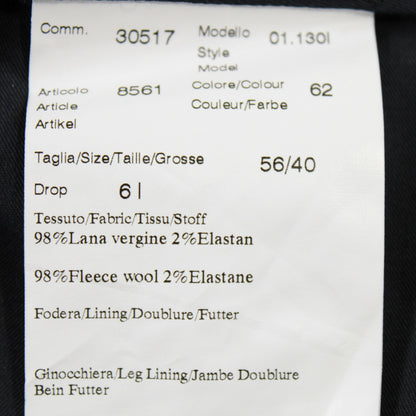 Comm. 30517 Modello 01.130I
Style
Model
Articolo 8561 Colore/Colour 62
Article Couleur/Farbe
Artikel
Taglia/Size/Taille/Grosse 56/40
Drop 6 |
Tessuto/Fabric/Tissu/Stoff
98%Lana vergine 2%Elastan
98%Fleece wool 2%Elastane
Fodera/Lining/Doublure/Futter
Ginocchiera/Leg Lining/Jambe Doublure
Bein Futter